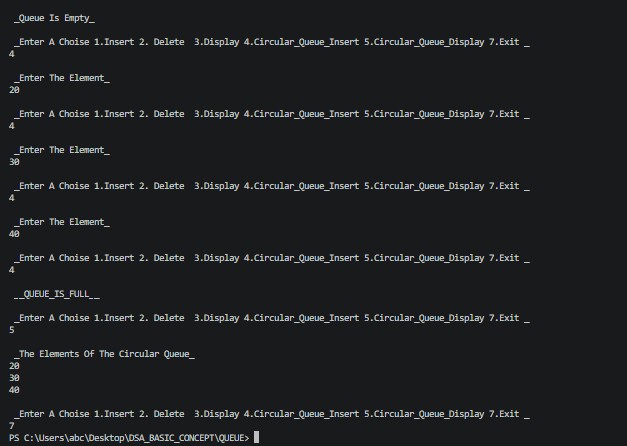 _Queue Is Empty_
_Enter A Choise 1.Insert 2. Delete  3.Display 4.Circular_Queue_Insert 5.Circular_Queue_Display 7.Exit _
4
_Enter The Element_
20
_Enter A Choise 1.Insert 2. Delete  3.Display 4.Circular_Queue_Insert 5.Circular_Queue_Display 7.Exit _
4
_Enter The Element_
30
_Enter A Choise 1.Insert 2. Delete  3.Display 4.Circular_Queue_Insert 5.Circular_Queue_Display 7.Exit _
4
_Enter The Element_
40
_Enter A Choise 1.Insert 2. Delete  3.Display 4.Circular_Queue_Insert 5.Circular_Queue_Display 7.Exit _
4
__QUEUE_IS_FULL__
_Enter A Choise 1.Insert 2. Delete  3.Display 4.Circular_Queue_Insert 5.Circular_Queue_Display 7.Exit _
5
_The Elements Of The Circular Queue_
20
30
40
_Enter A Choise 1.Insert 2. Delete  3.Display 4.Circular_Queue_Insert 5.Circular_Queue_Display 7.Exit _
7
PS C:\Users\abc\Desktop\DSA_BASIC_CONCEPT\QUEUE>